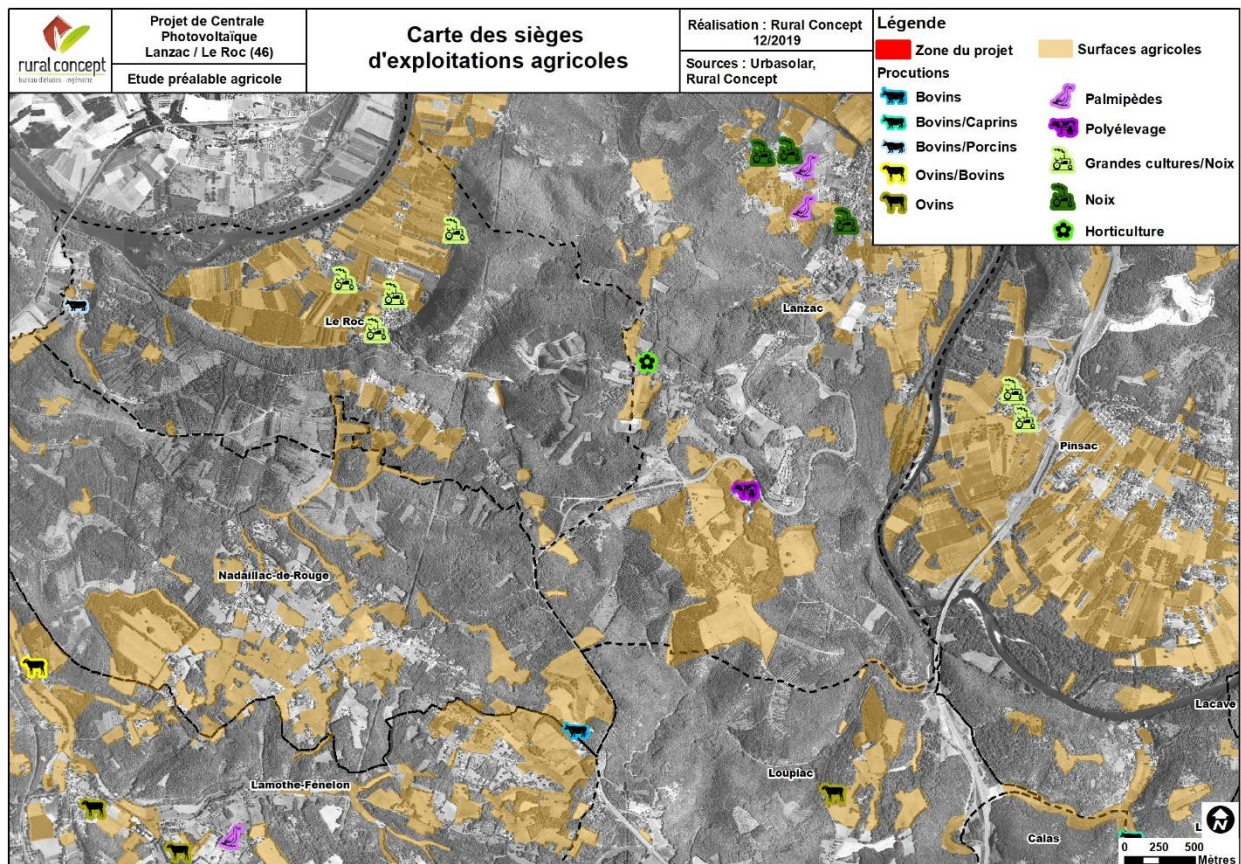 rural concept
bureau d'études - ingénierie
Projet de Centrale
Photovoltaïque
Lanzac / Le Roc (46)
Etude préalable agricole
Carte des sièges
d'exploitations agricoles
Réalisation : Rural Concept
12/2019
Sources : Urbasolar,
Rural Concept
Légende
Zone du projet
Surfaces agricoles
Procutions
Bovins
Bovins/Caprins
Bovins/Porcins
Ovins/Bovins
Ovins
Palmipèdes
Polyélevage
Grandes cultures/Noix
Noix
Horticulture
Lanzac
Le Roc
Pinsac
Nadaillac-de-Rouge
Lacave
Loupiac
Lamothe-Fénelon
Calas
L
N
0 250 500
Mètres